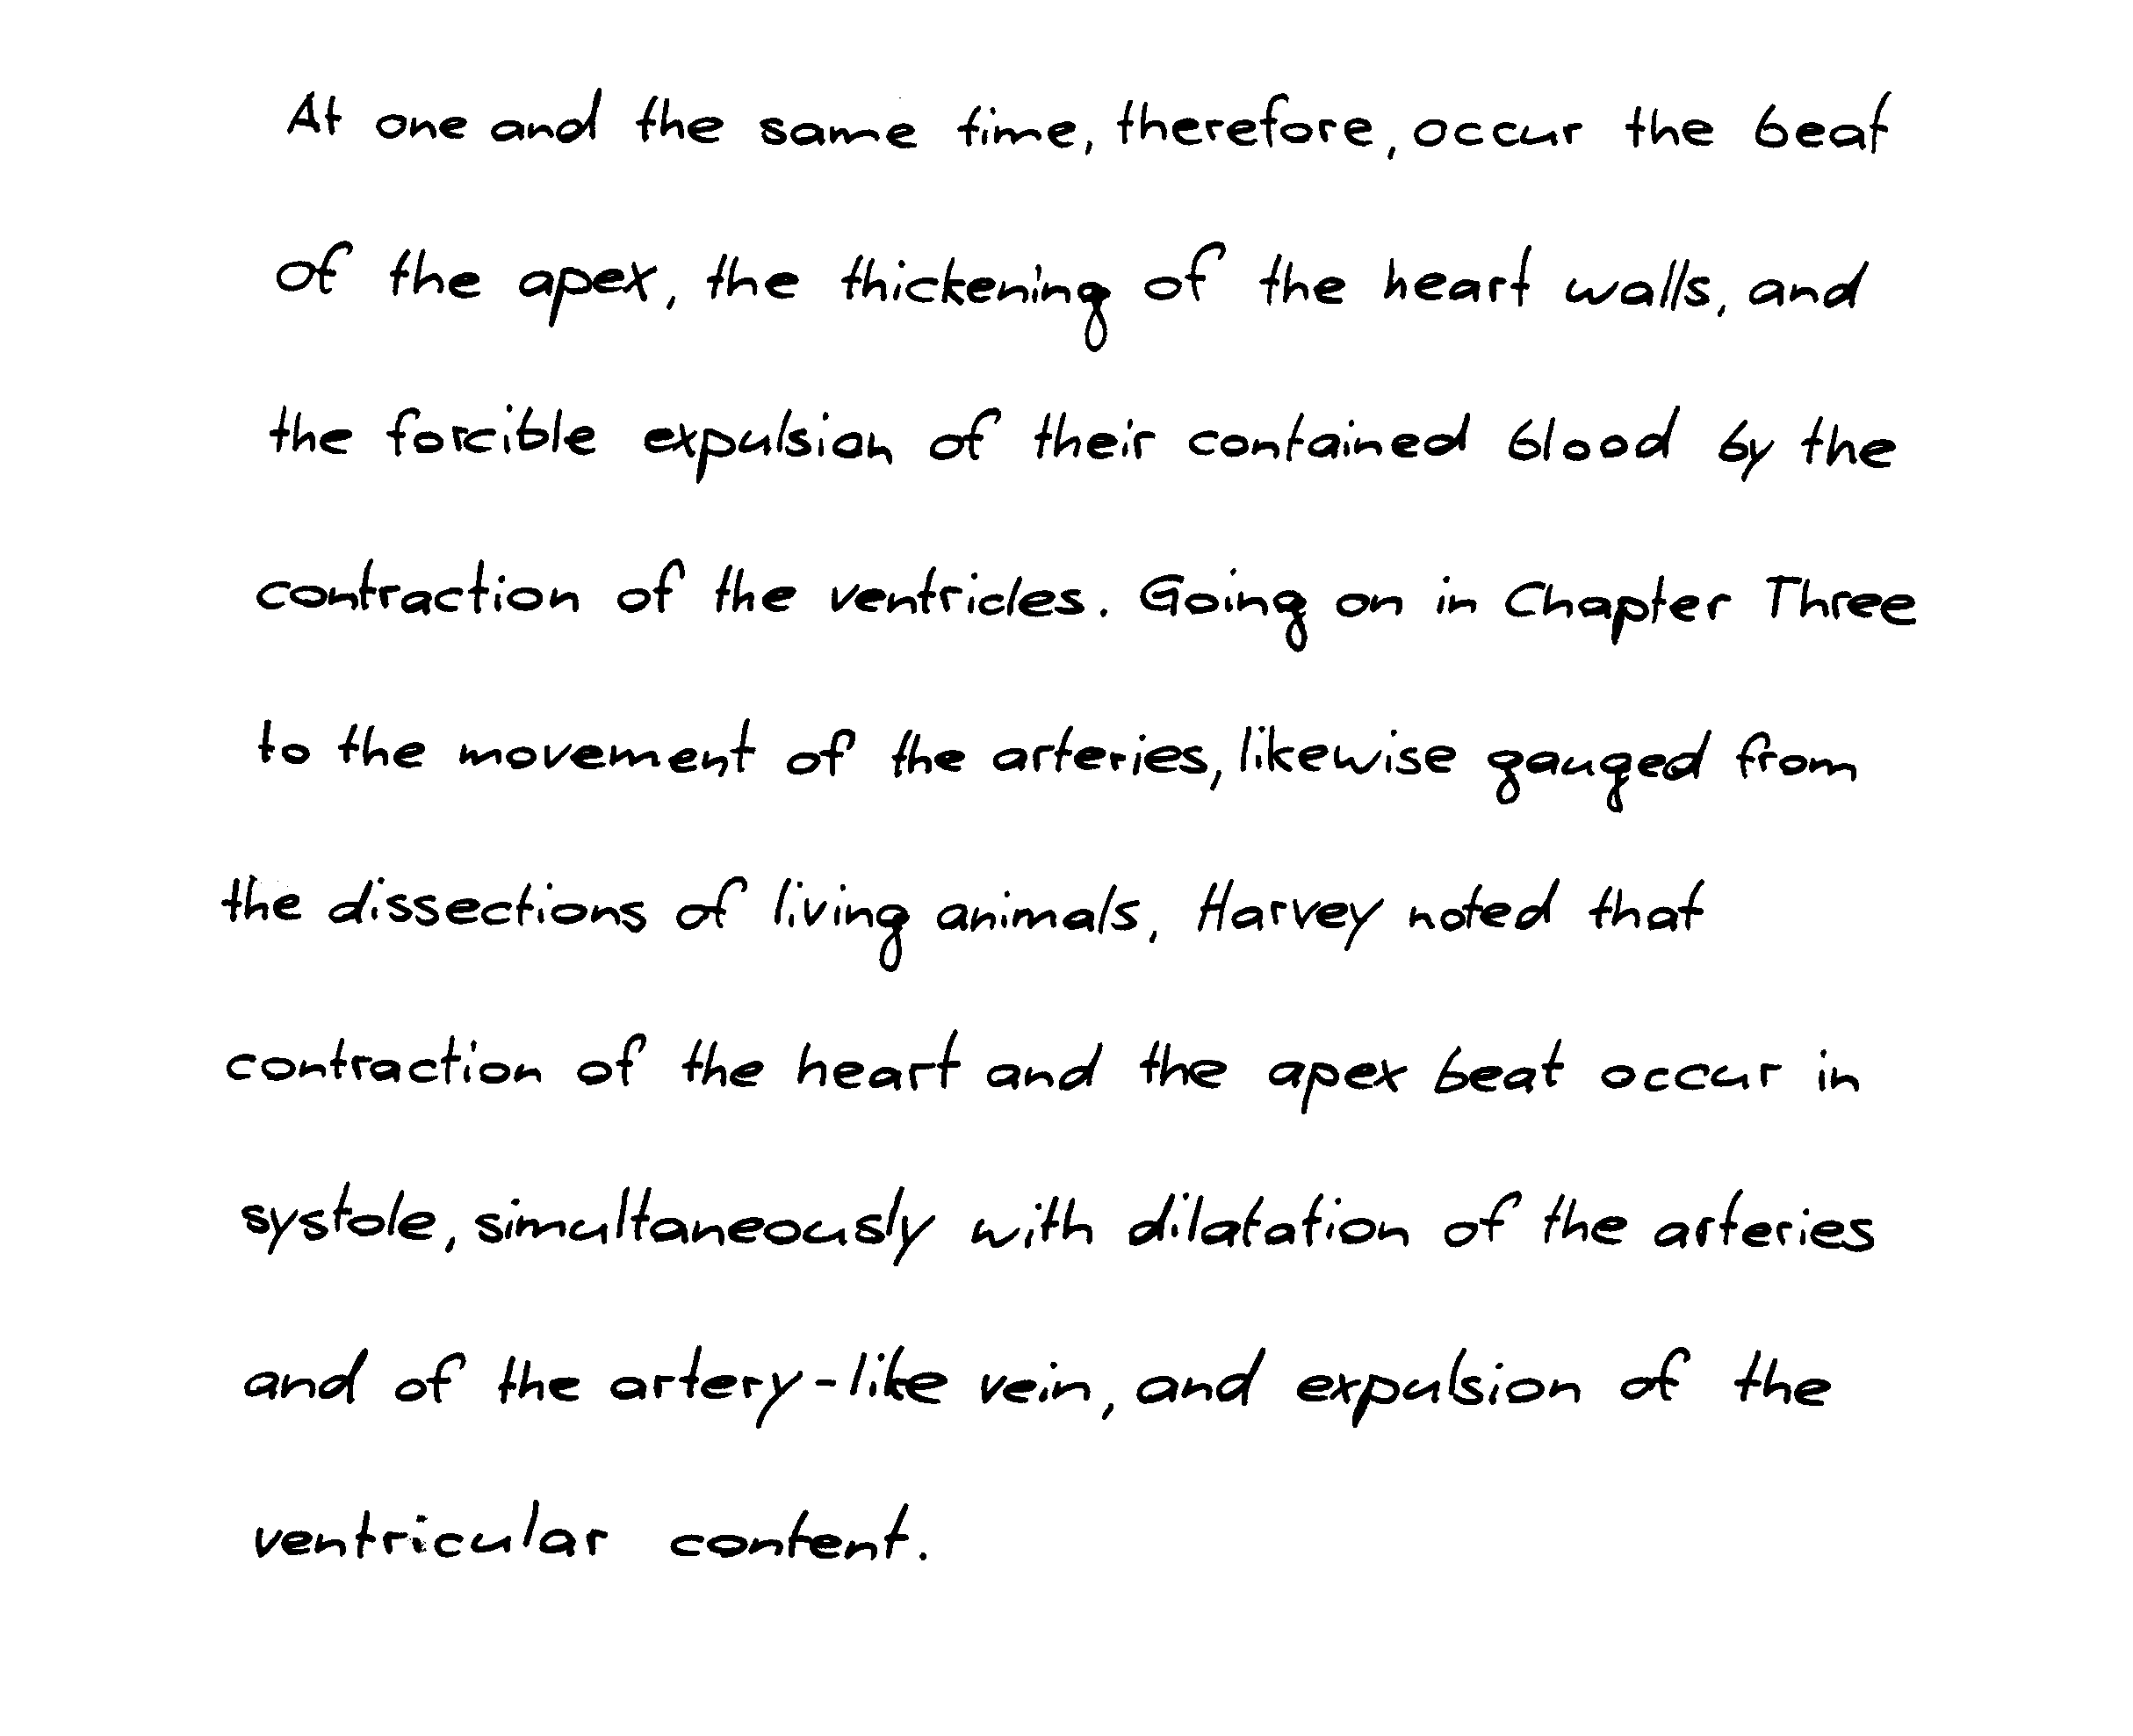 At one and the same time, therefore, occur the beat
of the apex, the thickening of the heart walls, and
the forcible expulsion of their contained blood by the
contraction of the ventricles. Going on in Chapter Three
to the movement of the arteries, likewise gauged from
the dissections of living animals, Harvey noted that
contraction of the heart and the apex beat occur in
systole, simultaneously with dilatation of the arteries
and of the artery-like vein, and expulsion of the
ventricular content.